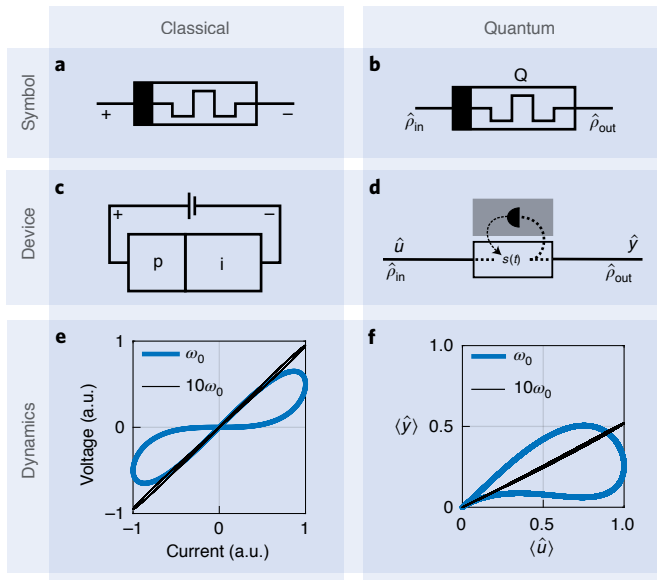 Classical
Quantum
Symbol
a
+
−
b
Q
ρ̂in
ρ̂out
Device
c
+
−
p
i
d
û
ρ̂in
s(t)
ŷ
ρ̂out
Dynamics
e
ω0
10ω0
1
0
−1
Voltage (a.u.)
−1
0
1
Current (a.u.)
f
ω0
10ω0
1.0
0.5
0
⟨ŷ⟩
0
0.5
1.0
⟨û⟩